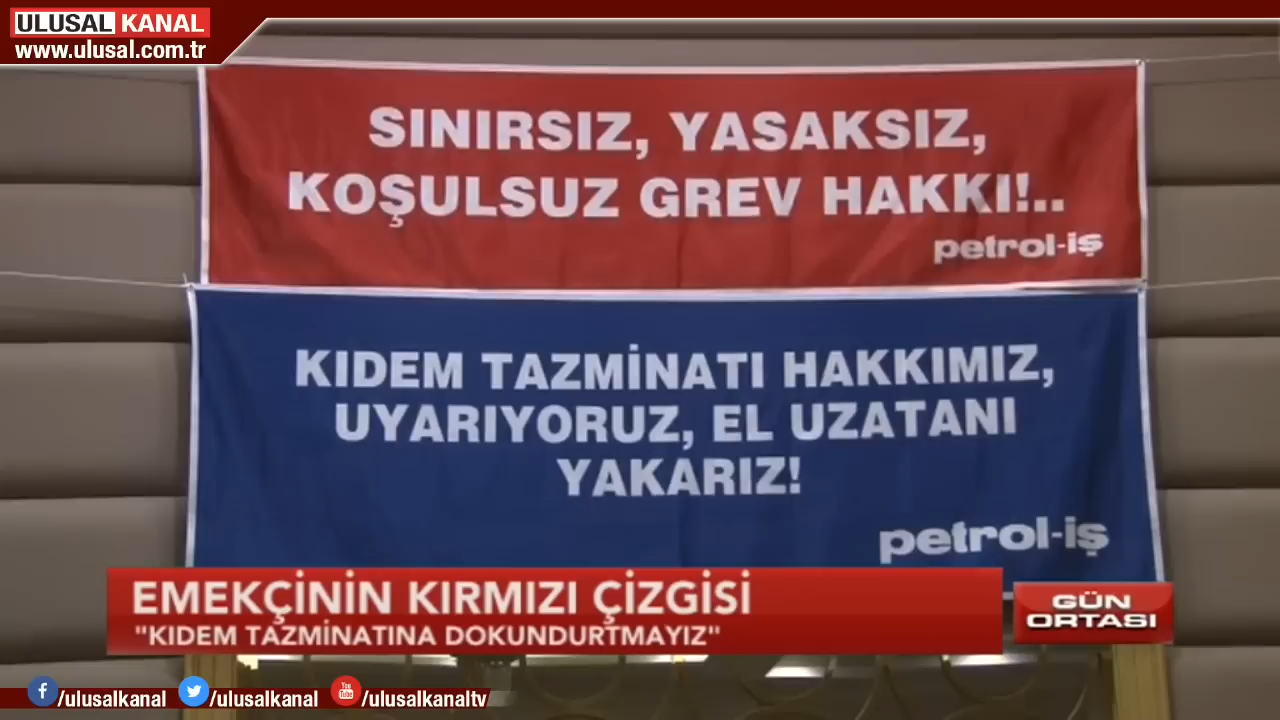 ULUSAL KANAL
www.ulusal.com.tr
SINIRSIZ, YASAKSIZ,
KOŞULSUZ GREV HAKKI!..
petrol-iş
KIDEM TAZMİNATI HAKKIMIZ,
UYARIYORUZ, EL UZATANI
YAKARIZ!
petrol-iş
EMEKÇİNİN KIRMIZI ÇİZGİSİ
"KIDEM TAZMİNATINA DOKUNDURTMAYIZ"
GÜN
ORTASI
/ulusalkanal /ulusalkanal You Tube /ulusalkanaltv